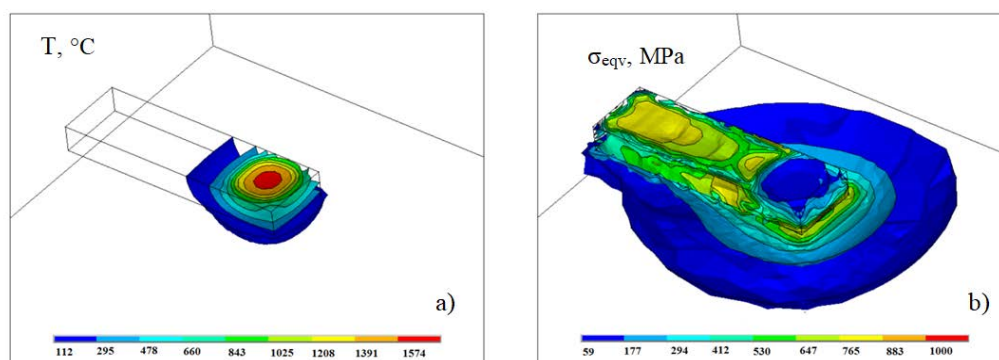 T, °C
a)
112 295 478 660 843 1025 1208 1391 1574
σeqv, MPa
b)
59 177 294 412 530 647 765 883 1000